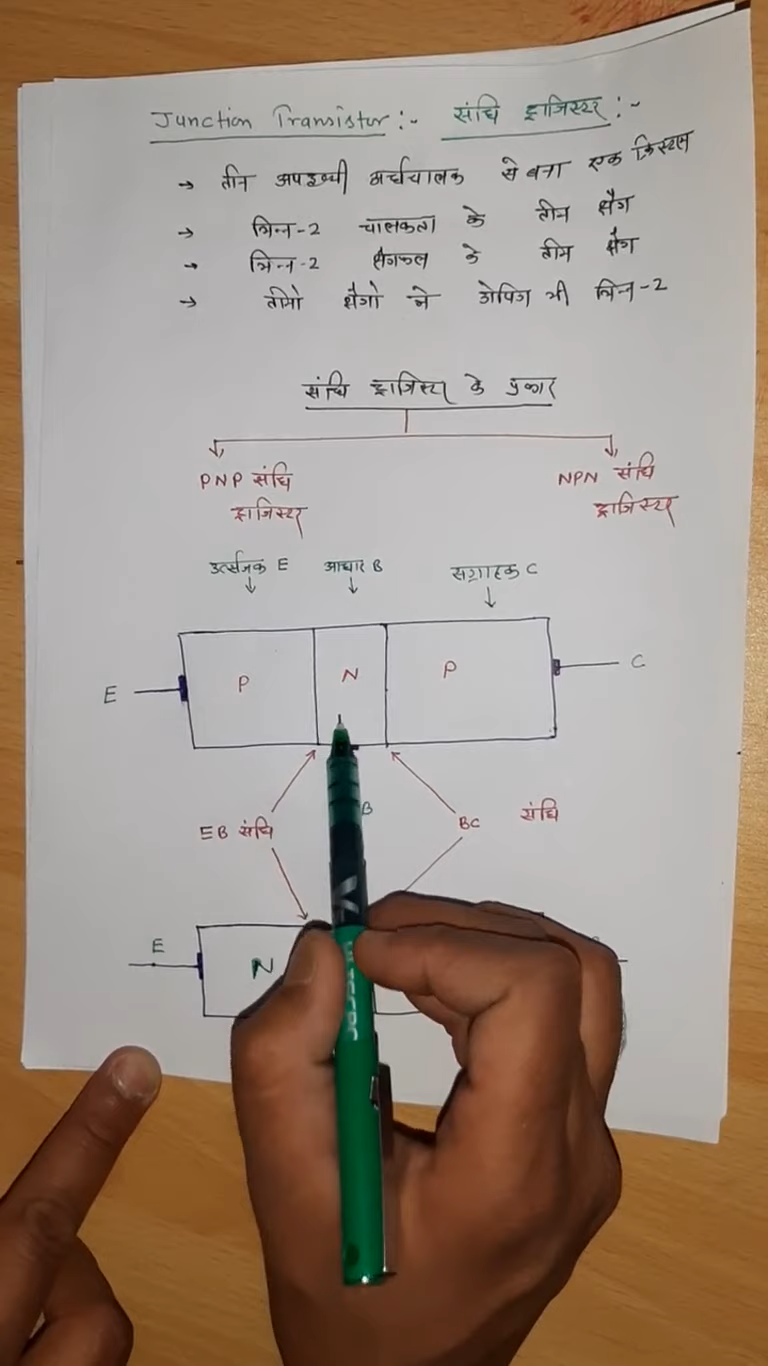 Junction Transistor :- संधि ट्रांजिस्टर :-
→ तीन अपद्रव्यी अर्धचालक से बना एक क्रिस्टल
→ भिन्न-2 चालकता के तीन क्षेत्र
→ भिन्न-2 क्षेत्रफल के तीन क्षेत्र
→ तीनो क्षेत्रो में डोपिंग भी भिन्न-2
संधि ट्रांजिस्टर के प्रकार
PNP संधि ट्रांजिस्टर
NPN संधि ट्रांजिस्टर
उत्सर्जक E आधार B संग्राहक C
E P N P C
B
EB संधि BC संधि
E
N